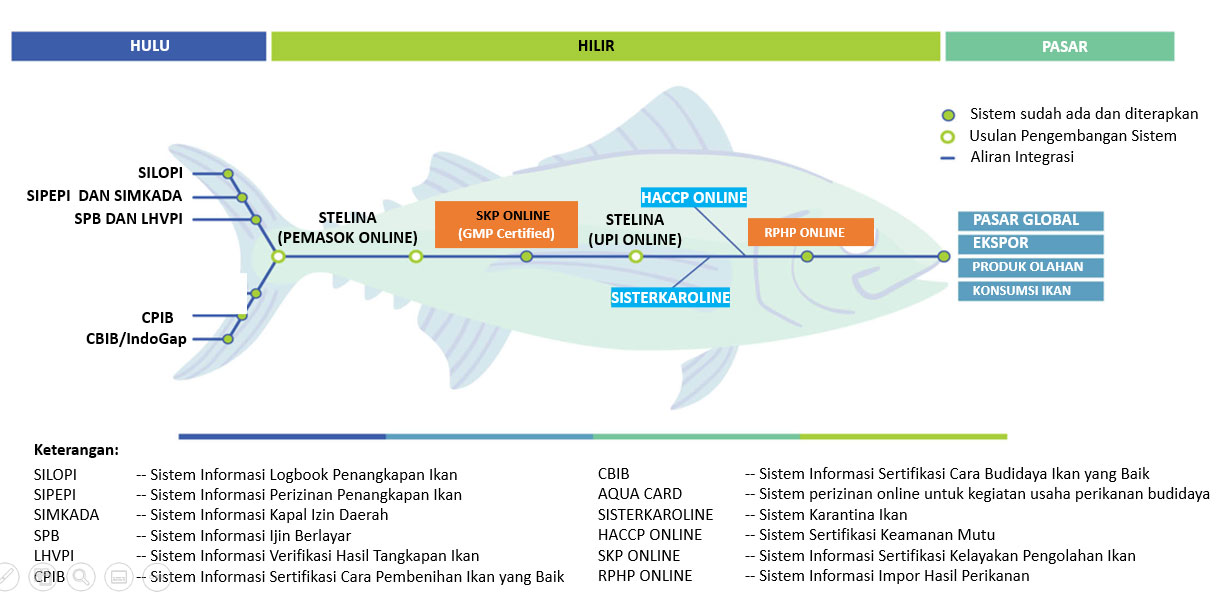 HULU
HILIR
PASAR
Sistem sudah ada dan diterapkan
Usulan Pengembangan Sistem
Aliran Integrasi
SILOPI
SIPEPI DAN SIMKADA
SPB DAN LHVPI
CPIB
CBIB/IndoGap
STELINA
(PEMASOK ONLINE)
SKP ONLINE
(GMP Certified)
STELINA
(UPI ONLINE)
HACCP ONLINE
SISTERKAROLINE
RPHP ONLINE
PASAR GLOBAL
EKSPOR
PRODUK OLAHAN
KONSUMSI IKAN
Keterangan:
SILOPI -- Sistem Informasi Logbook Penangkapan Ikan
SIPEPI -- Sistem Informasi Perizinan Penangkapan Ikan
SIMKADA -- Sistem Informasi Kapal Izin Daerah
SPB -- Sistem Informasi Ijin Berlayar
LHVPI -- Sistem Informasi Verifikasi Hasil Tangkapan Ikan
CPIB -- Sistem Informasi Sertifikasi Cara Pembenihan Ikan yang Baik
CBIB -- Sistem Informasi Sertifikasi Cara Budidaya Ikan yang Baik
AQUA CARD -- Sistem perizinan online untuk kegiatan usaha perikanan budidaya
SISTERKAROLINE -- Sistem Karantina Ikan
HACCP ONLINE -- Sistem Sertifikasi Keamanan Mutu
SKP ONLINE -- Sistem Informasi Sertifikasi Kelayakan Pengolahan Ikan
RPHP ONLINE -- Sistem Informasi Impor Hasil Perikanan